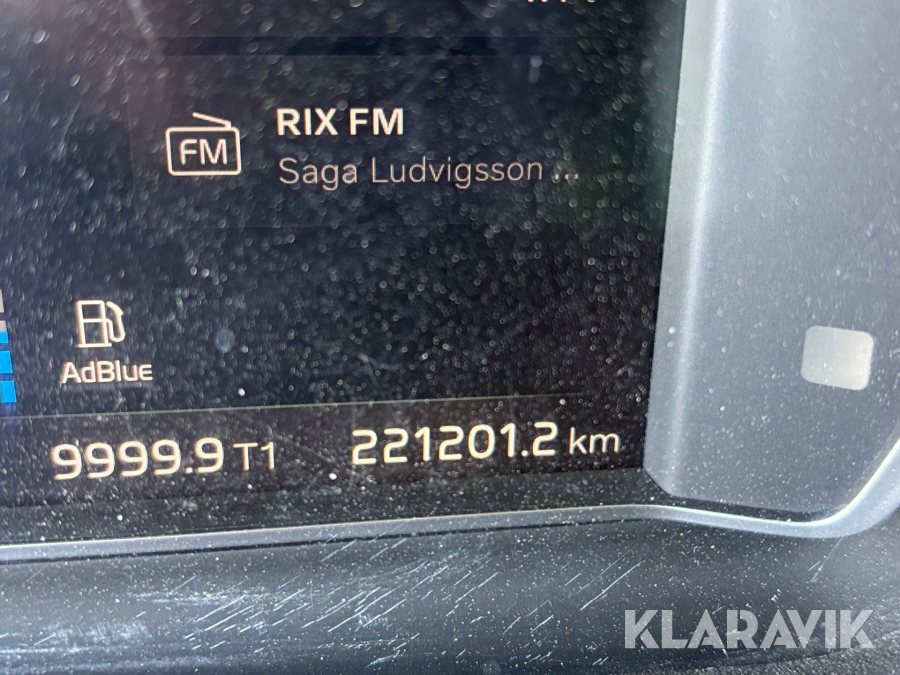 RIX FM
FM
Saga Ludvigsson ...
AdBlue
9999.9 T1 221201.2 km
KLARAVIK